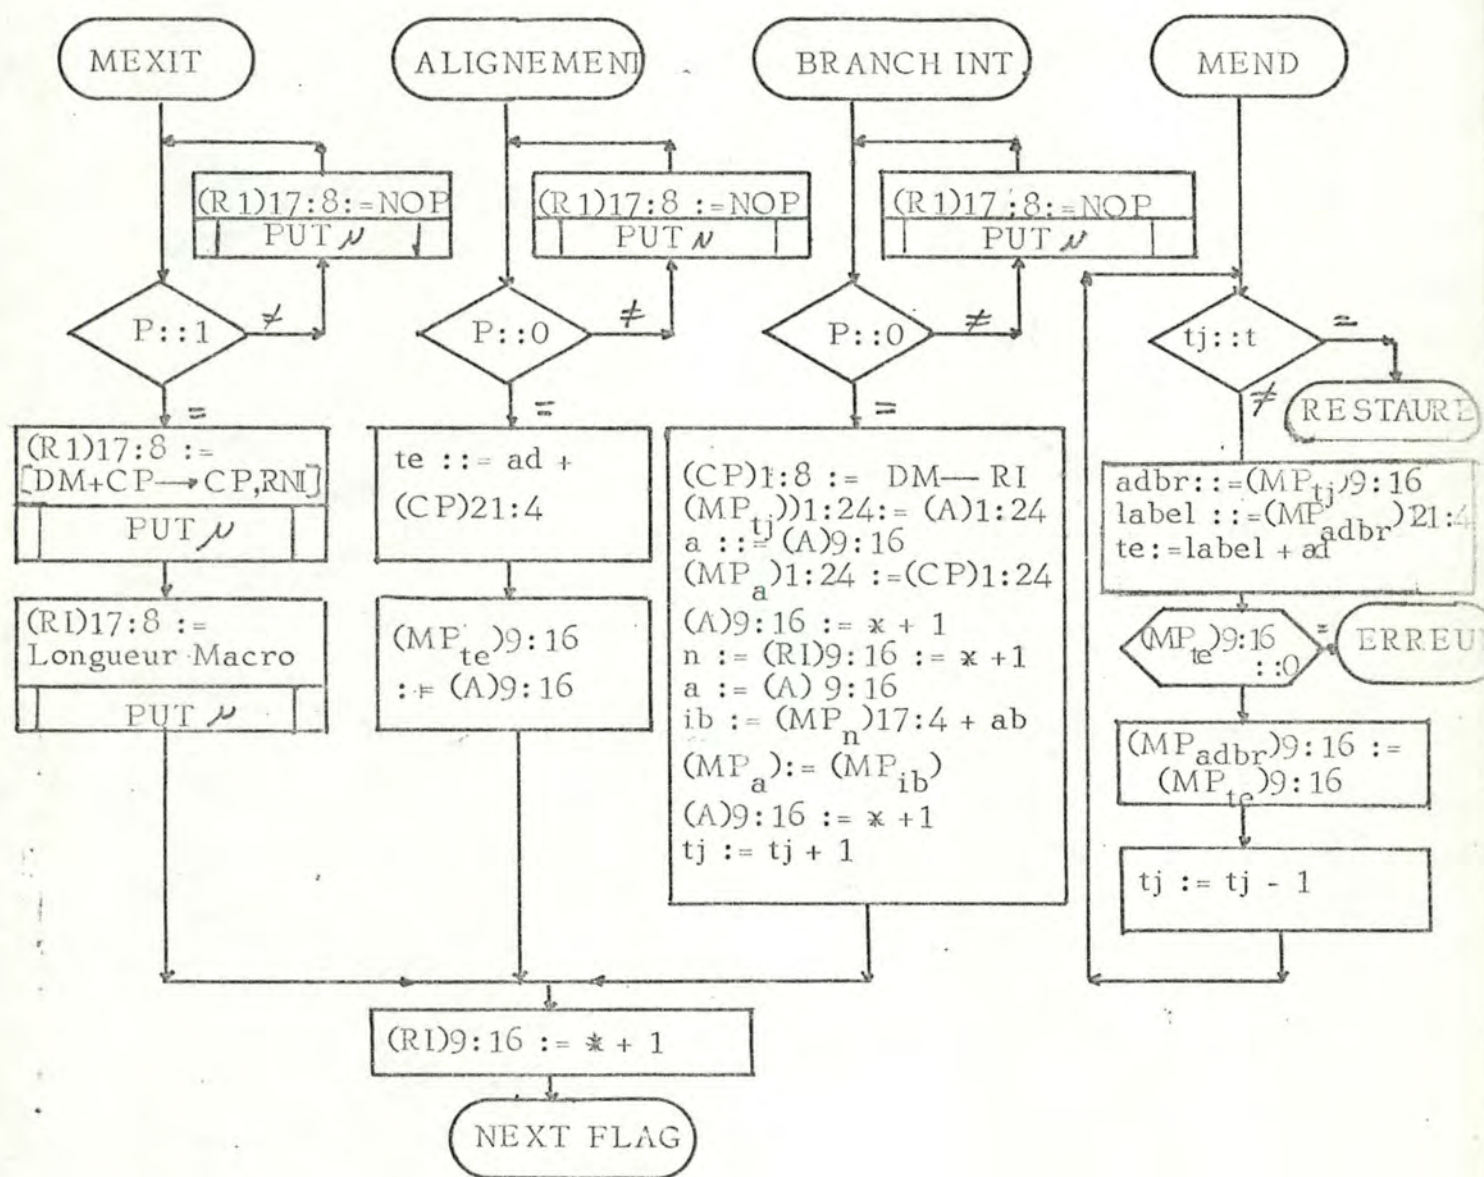 MEXIT
ALIGNEMENT
BRANCH INT
MEND
(R1)17:8:=NOP
PUT μ
(R1)17:8 :=NOP
PUT μ
(R1)17:8:=NOP
PUT μ
P::1
≠
=
P::0
≠
=
P::0
≠
=
tj::t
=
≠
RESTAURE
(R1)17:8 :=
[DM+CP→CP,RNI]
PUT μ
(RI)17:8 :=
Longueur Macro
PUT μ
te ::= ad +
(CP)21:4
(MPte)9:16
:= (A)9:16
(CP)1:8 := DM— RI
(MPtj))1:24:= (A)1:24
a ::= (A)9:16
(MPa)1:24 :=(CP)1:24
(A)9:16 := * + 1
n := (RI)9:16 := * +1
a := (A) 9:16
ib := (MPn)17:4 + ab
(MPa):= (MPib)
(A)9:16 := * +1
tj := tj + 1
adbr::=(MPtj)9:16
label ::=(MPadbr)21:4
te:=label + ad
(MPte)9:16
::0
=
ERREU
(MPadbr)9:16 :=
(MPte)9:16
tj := tj - 1
(RI)9:16 := * + 1
NEXT FLAG